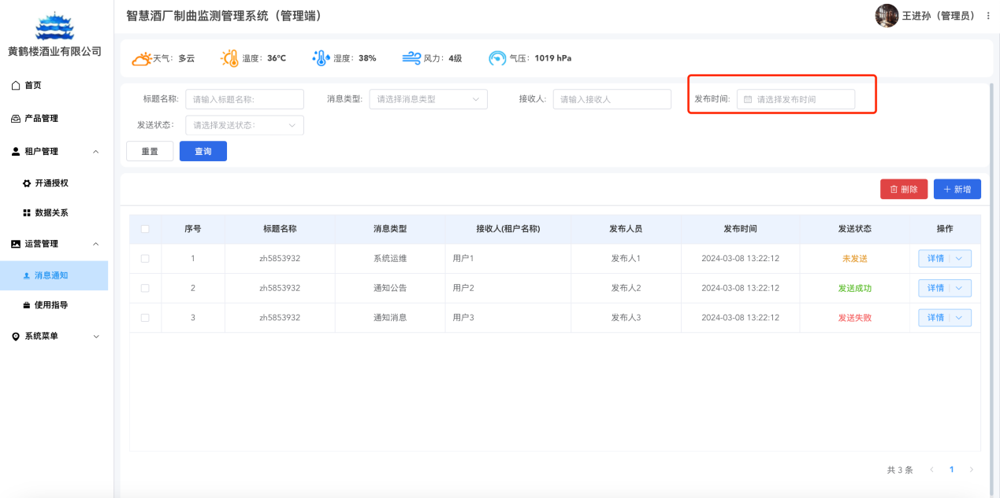 智慧酒厂制曲监测管理系统（管理端）
王进孙（管理员）
黄鹤楼酒业有限公司
首页
产品管理
租户管理
开通授权
数据关系
运营管理
消息通知
使用指导
系统菜单
天气： 多云 温度： 36℃ 湿度： 38% 风力： 4级 气压： 1019 hPa
标题名称: 请输入标题名称: 消息类型: 请选择消息类型 接收人: 请输入接收人 发布时间: 请选择发布时间
发送状态: 请选择发送状态:
重置 查询
删除 新增
序号 标题名称 消息类型 接收人(租户名称) 发布人员 发布时间 发送状态 操作
1 zh5853932 系统运维 用户1 发布人1 2024-03-08 13:22:12 未发送 详情
2 zh5853932 通知公告 用户2 发布人2 2024-03-08 13:22:12 发送成功 详情
3 zh5853932 通知消息 用户3 发布人3 2024-03-08 13:22:12 发送失败 详情
共 3 条 1